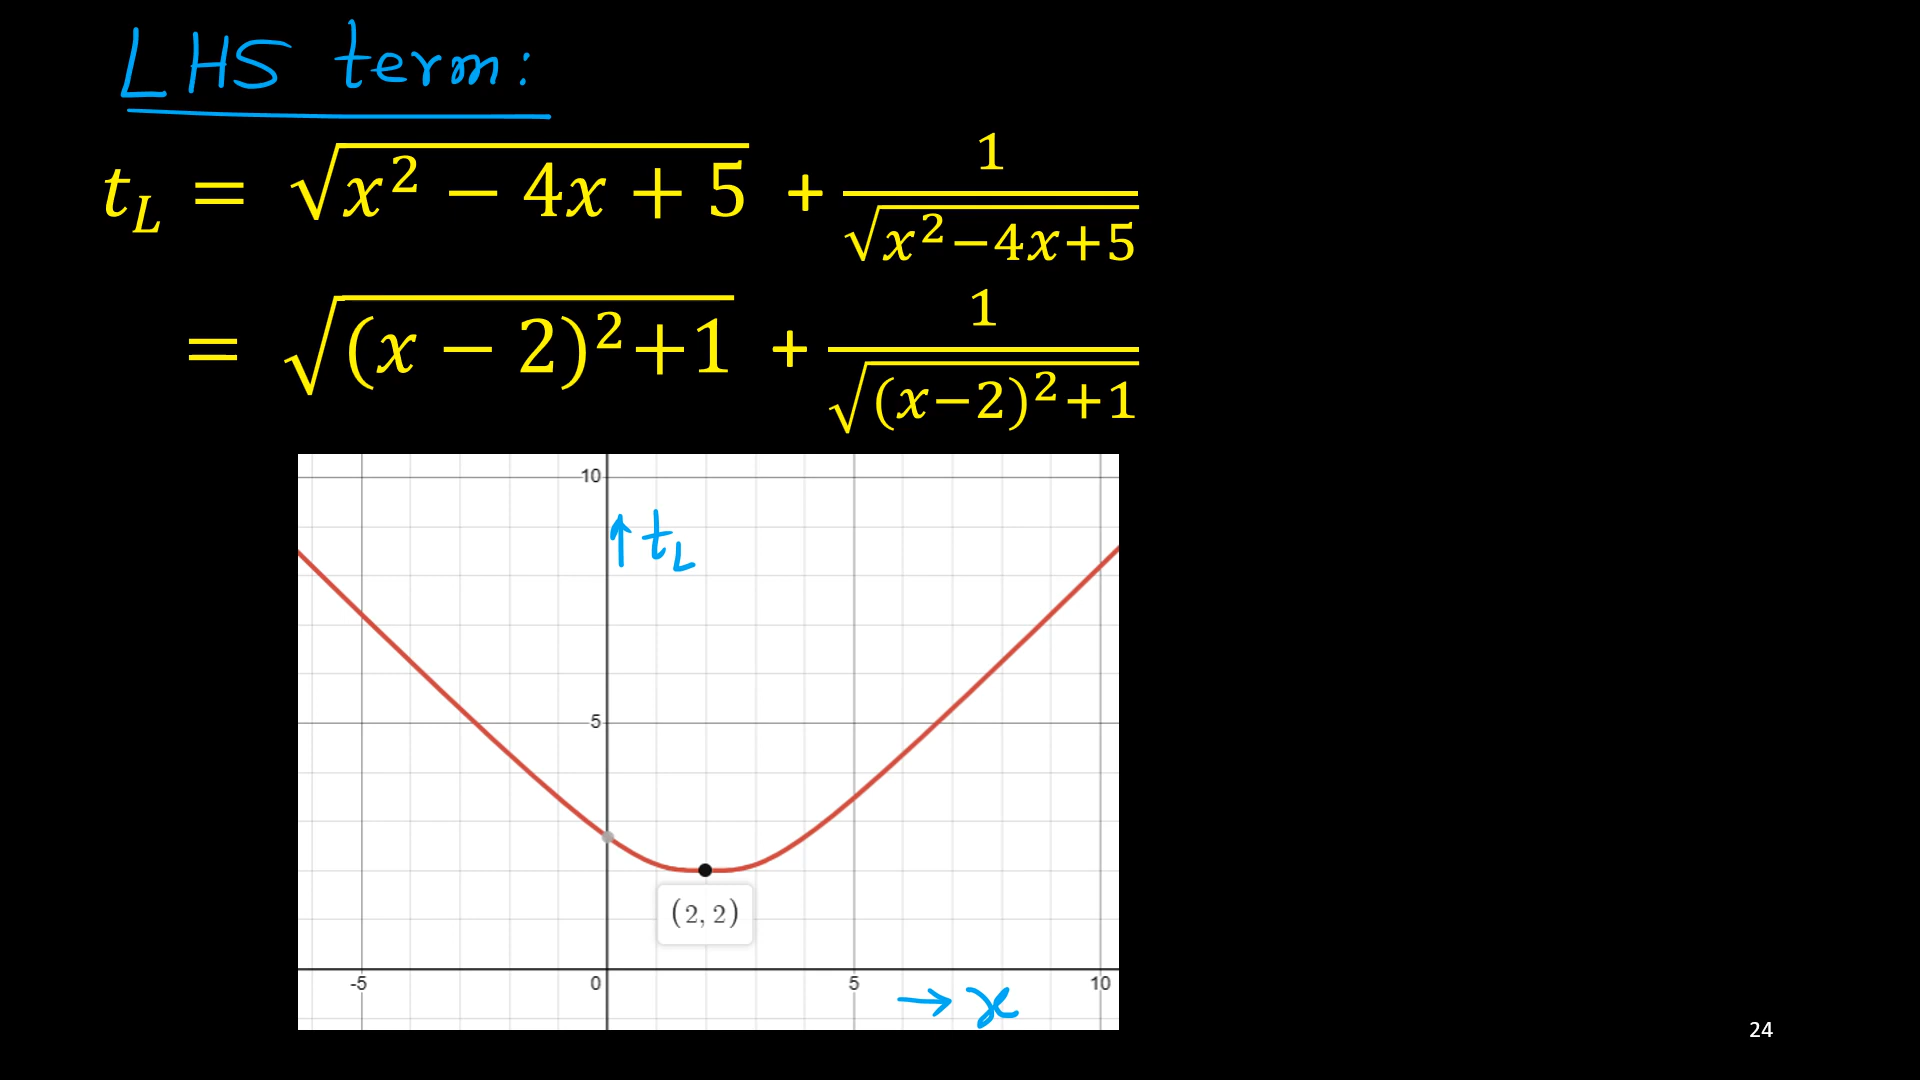 LHS term:
t_L = √(x² − 4x + 5) + 1/√(x²−4x+5)
= √((x − 2)²+1) + 1/√((x−2)²+1)
10
↑ t_L
5
(2, 2)
-5 0 5 10
→ x
24